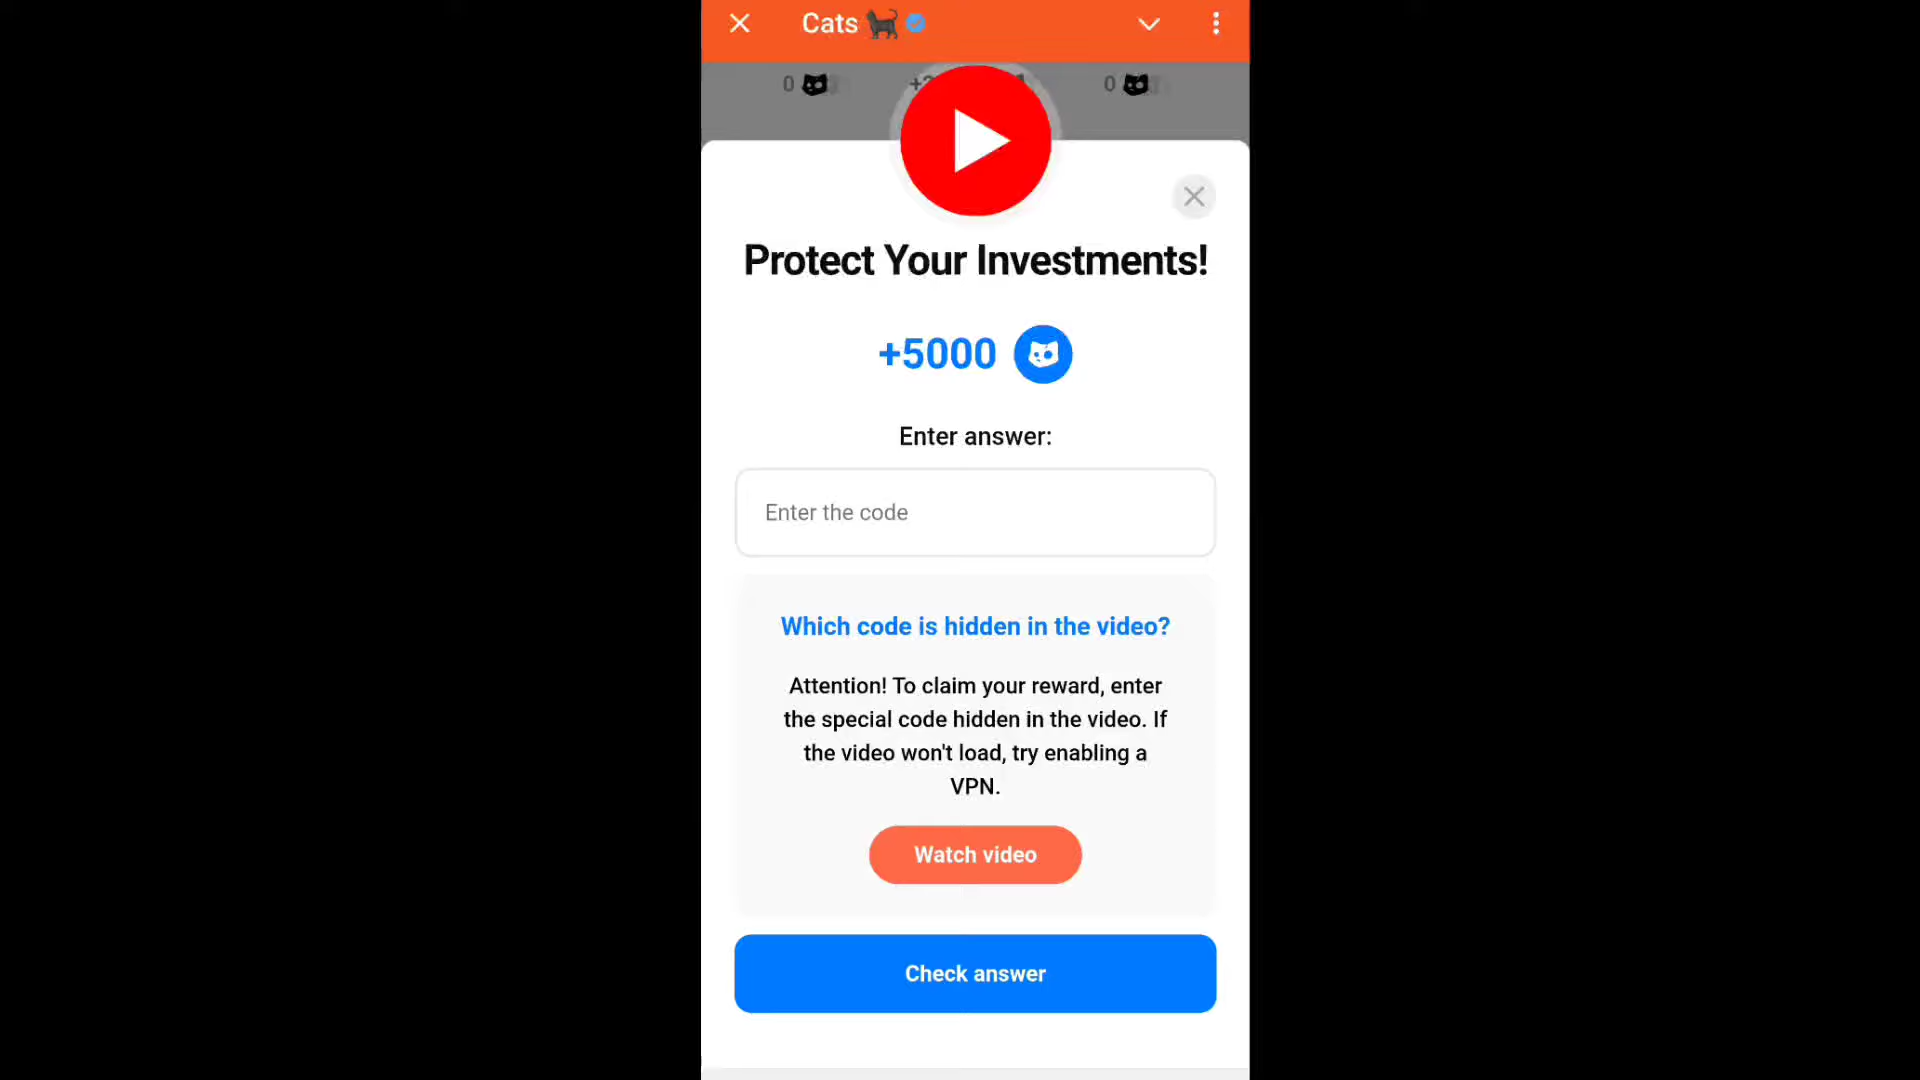 Cats
0
0
Protect Your Investments!
+5000
Enter answer:
Enter the code
Which code is hidden in the video?
Attention! To claim your reward, enter
the special code hidden in the video. If
the video won't load, try enabling a
VPN.
Watch video
Check answer